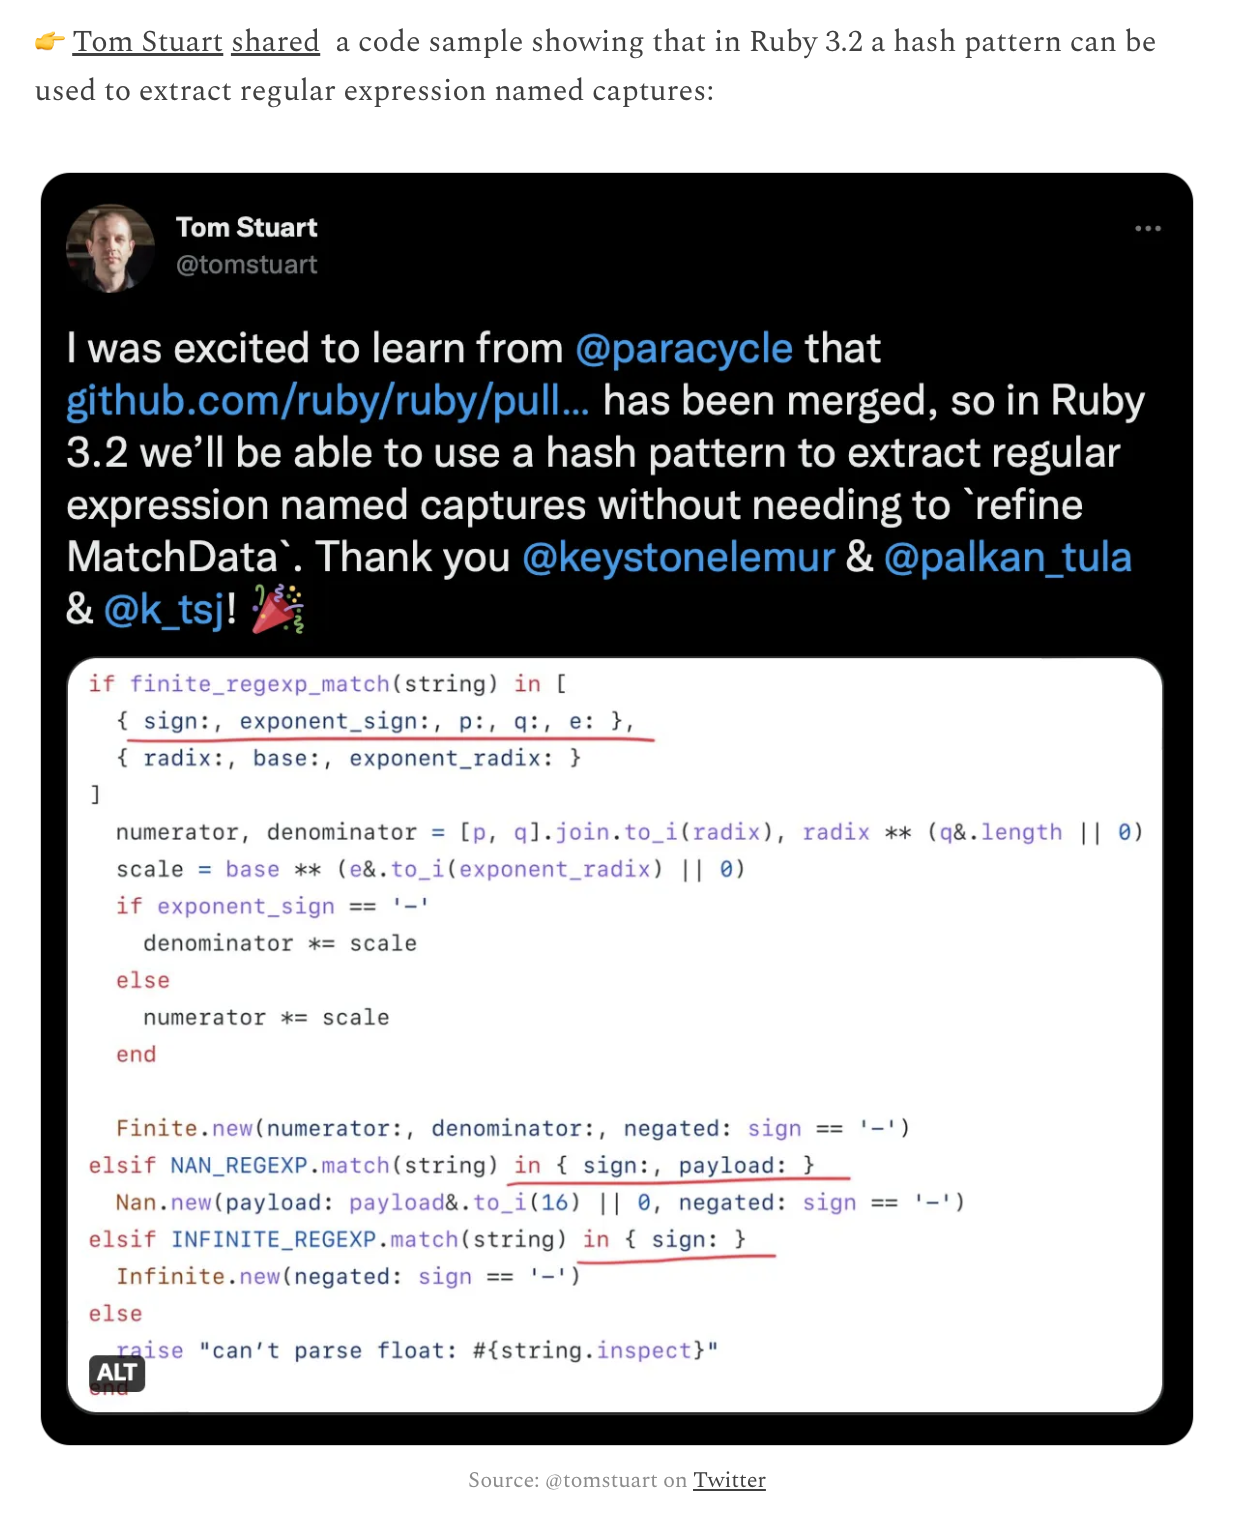 👉 Tom Stuart shared a code sample showing that in Ruby 3.2 a hash pattern can be
used to extract regular expression named captures:
Tom Stuart
@tomstuart
I was excited to learn from @paracycle that
github.com/ruby/ruby/pull... has been merged, so in Ruby
3.2 we’ll be able to use a hash pattern to extract regular
expression named captures without needing to `refine
MatchData`. Thank you @keystonelemur & @palkan_tula
& @k_tsj! 🎉
if finite_regexp_match(string) in [
  { sign:, exponent_sign:, p:, q:, e: },
  { radix:, base:, exponent_radix: }
]
  numerator, denominator = [p, q].join.to_i(radix), radix ** (q&.length || 0)
  scale = base ** (e&.to_i(exponent_radix) || 0)
  if exponent_sign == '-'
    denominator *= scale
  else
    numerator *= scale
  end
  Finite.new(numerator:, denominator:, negated: sign == '-')
elsif NAN_REGEXP.match(string) in { sign:, payload: }
  Nan.new(payload: payload&.to_i(16) || 0, negated: sign == '-')
elsif INFINITE_REGEXP.match(string) in { sign: }
  Infinite.new(negated: sign == '-')
else
  raise "can’t parse float: #{string.inspect}"
ALT
end
Source: @tomstuart on Twitter